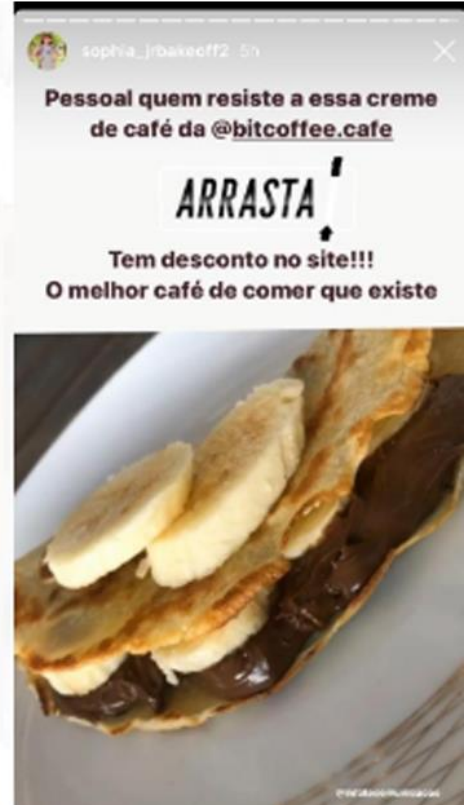 sophia_jrbakeoff2 5h
Pessoal quem resiste a essa creme
de café da @bitcoffee.cafe
ARRASTA!
Tem desconto no site!!!
O melhor café de comer que existe